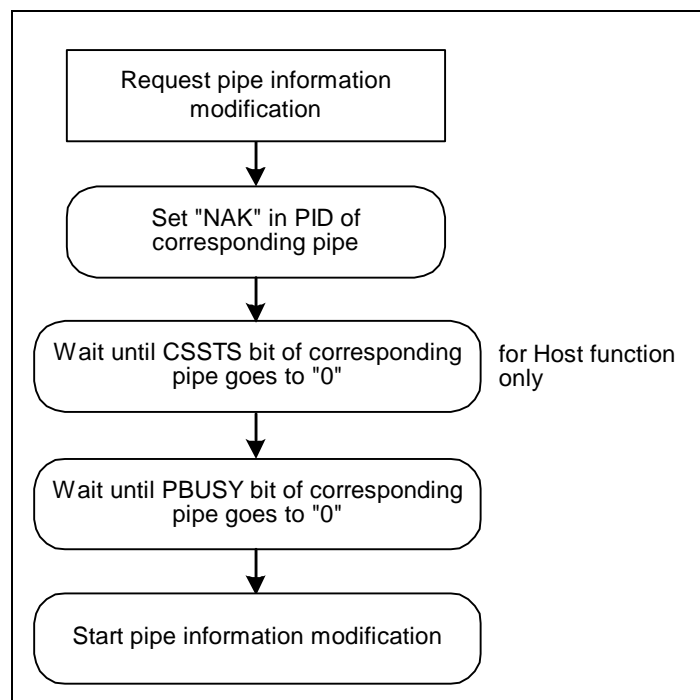 Request pipe information
modification
Set "NAK" in PID of
corresponding pipe
Wait until CSSTS bit of corresponding
pipe goes to "0"
for Host function
only
Wait until PBUSY bit of corresponding
pipe goes to "0"
Start pipe information modification